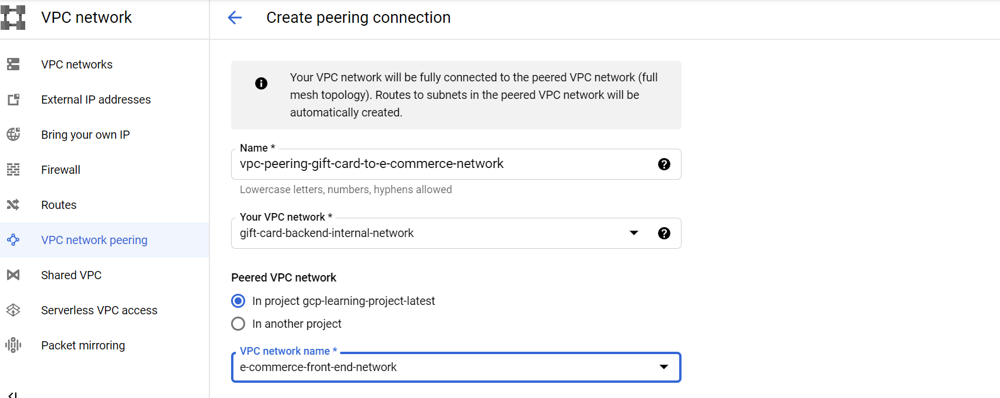 VPC network
Create peering connection
VPC networks
External IP addresses
Bring your own IP
Firewall
Routes
VPC network peering
Shared VPC
Serverless VPC access
Packet mirroring
Your VPC network will be fully connected to the peered VPC network (full
mesh topology). Routes to subnets in the peered VPC network will be
automatically created.
Name *
vpc-peering-gift-card-to-e-commerce-network
Lowercase letters, numbers, hyphens allowed
Your VPC network *
gift-card-backend-internal-network
Peered VPC network
In project gcp-learning-project-latest
In another project
VPC network name *
e-commerce-front-end-network